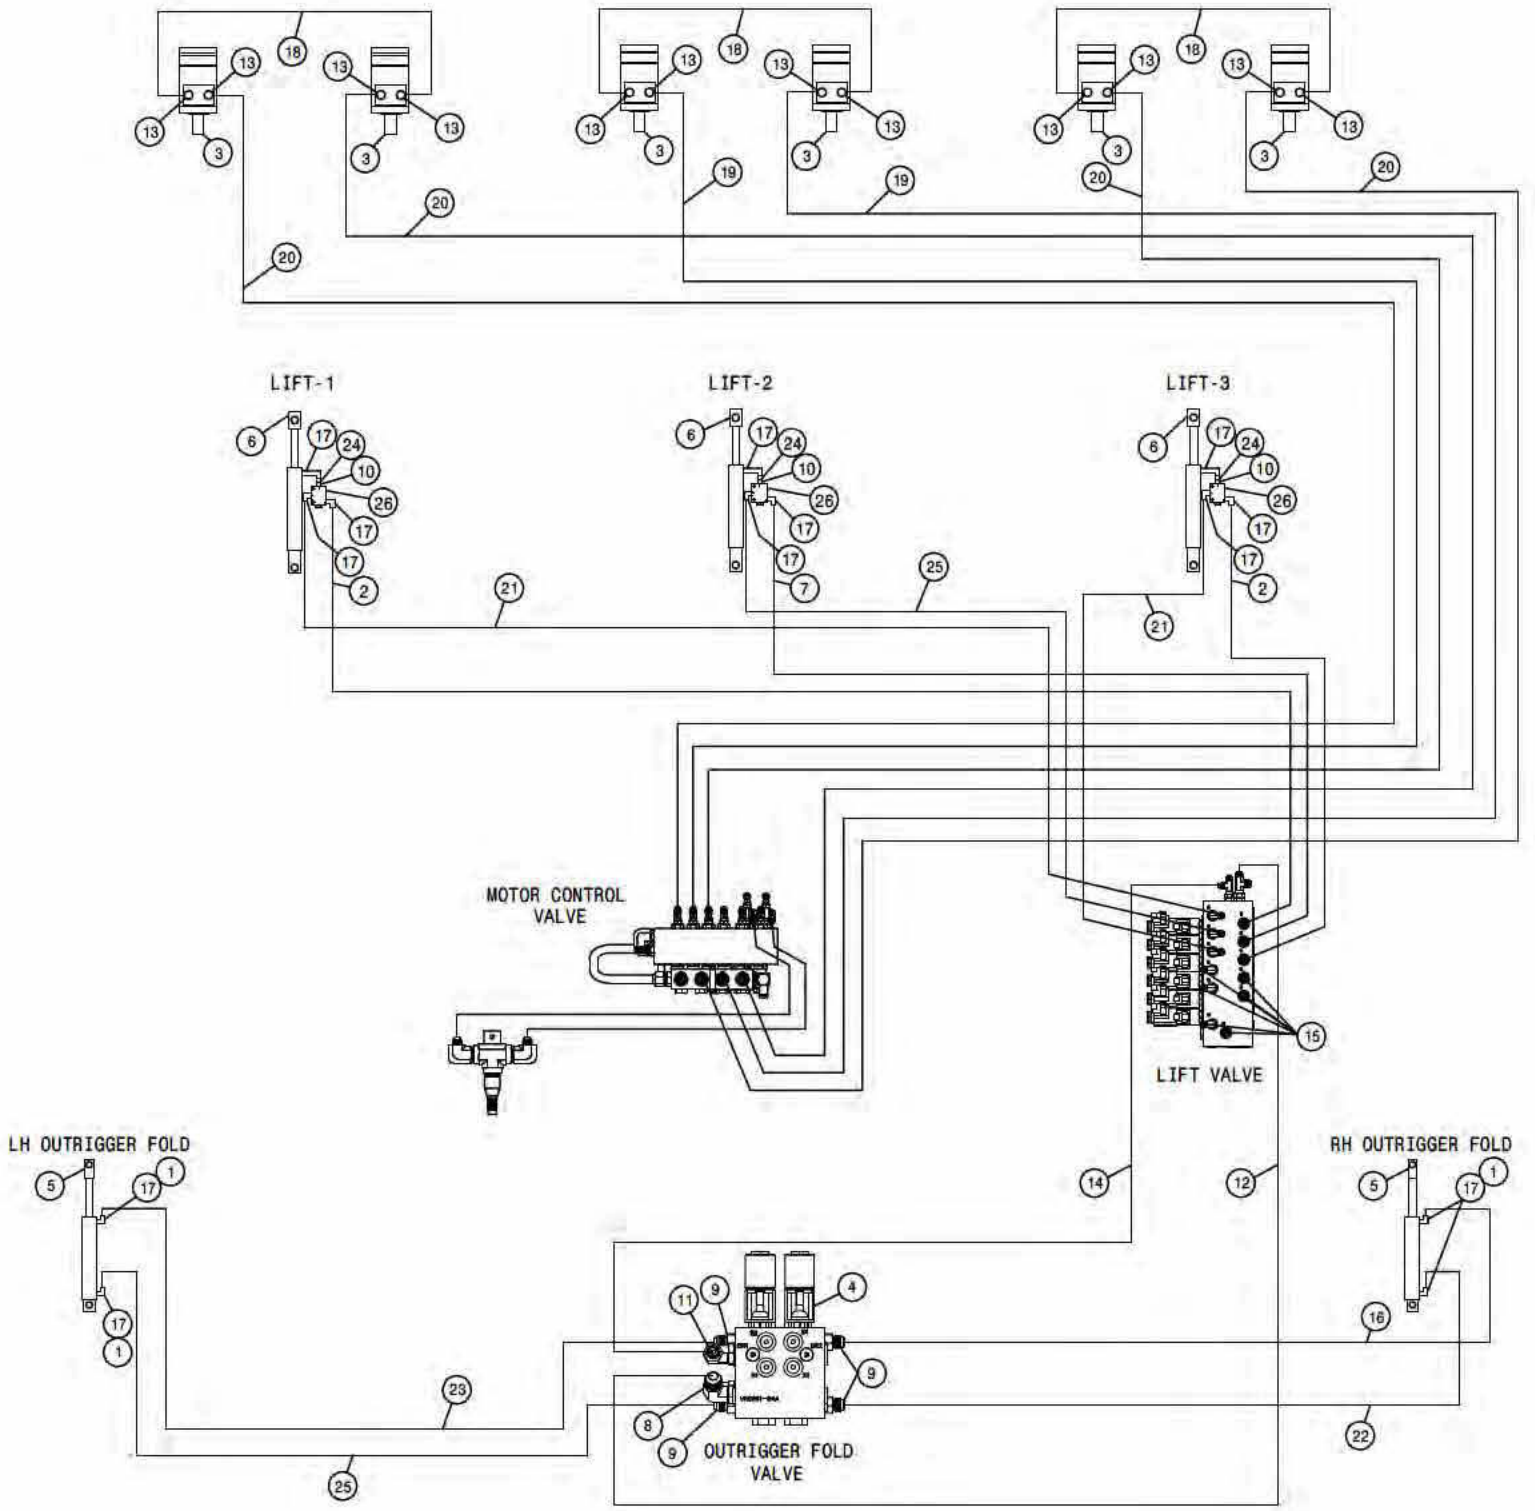 18 18 18
13 13 13 13 13 13
13 13 13 13 13 13
3 3 3 3 3 3
19 19 20 20
20
20
LIFT-1 LIFT-2 LIFT-3
6 17 24 6 17 24 6 17 24
10 10 10
26 26 26
17 17 17
17 17 17
2 21 7 25 21 2
MOTOR CONTROL
VALVE
15
LIFT VALVE
LH OUTRIGGER FOLD RH OUTRIGGER FOLD
5 17 1 14 12 5 17 1
17
1
11 9 4 16
9
23
8
9
22
25
OUTRIGGER FOLD
VALVE